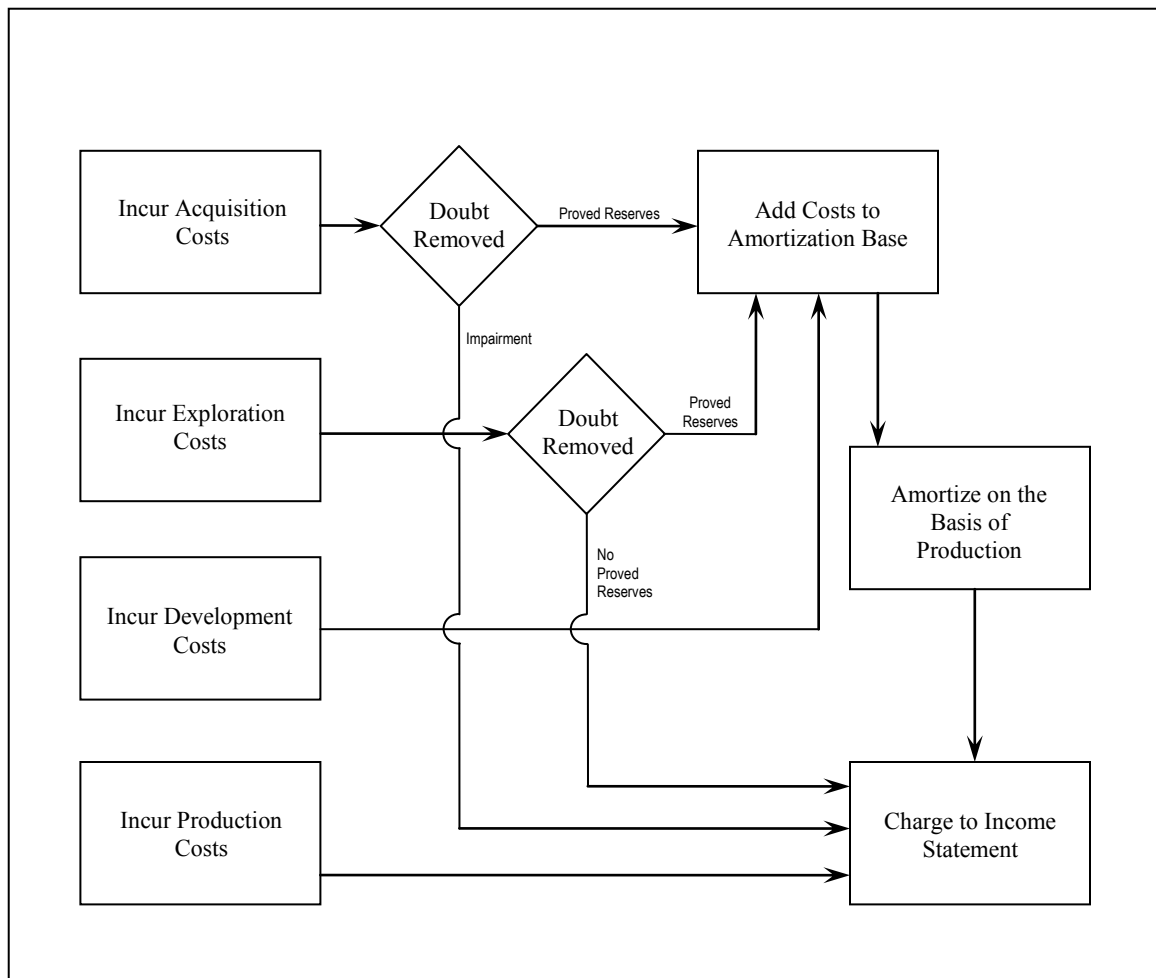 Incur Acquisition
Costs
Doubt
Removed
Proved Reserves
Add Costs to
Amortization Base
Impairment
Incur Exploration
Costs
Doubt
Removed
Proved
Reserves
Amortize on the
Basis of
Production
No
Proved
Reserves
Incur Development
Costs
Incur Production
Costs
Charge to Income
Statement